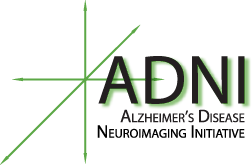 ADNI
Alzheimer's Disease
Neuroimaging Initiative